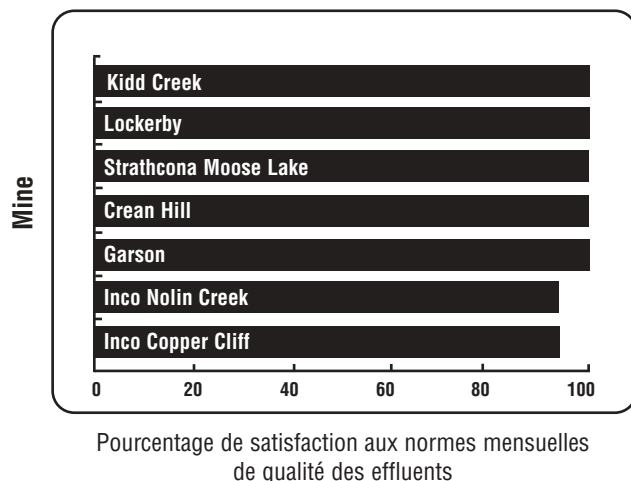 Mine
Kidd Creek
Lockerby
Strathcona Moose Lake
Crean Hill
Garson
Inco Nolin Creek
Inco Copper Cliff
0 20 40 60 80 100
Pourcentage de satisfaction aux normes mensuelles
de qualité des effluents